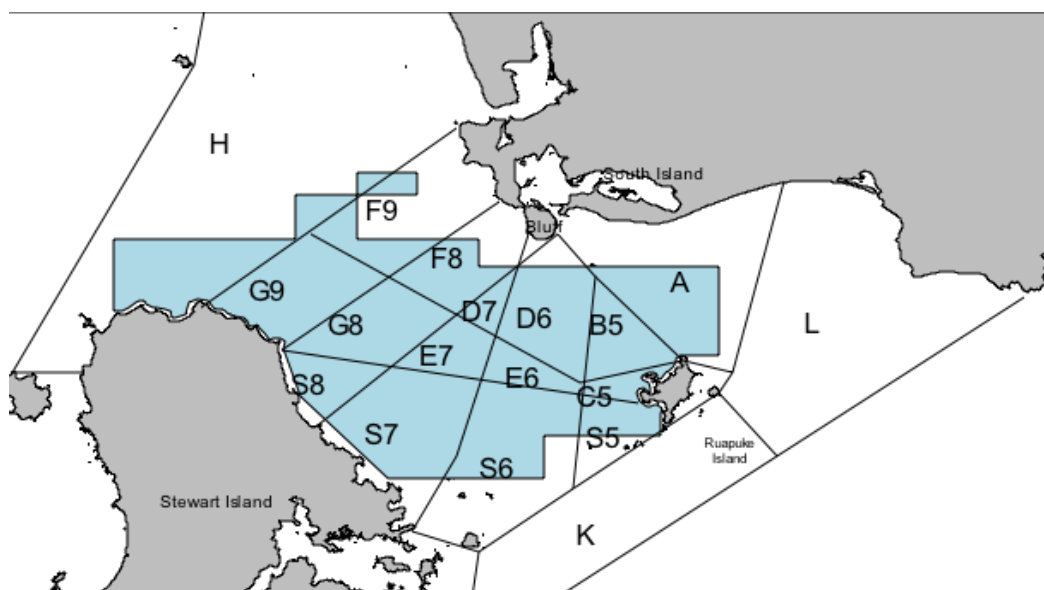 H
South Island
F9
Bluff
F8
A
G9
D7
D6
B5
L
G8
E7
E6
S8
C5
S7
S5
Ruapuke
Island
S6
Stewart Island
K